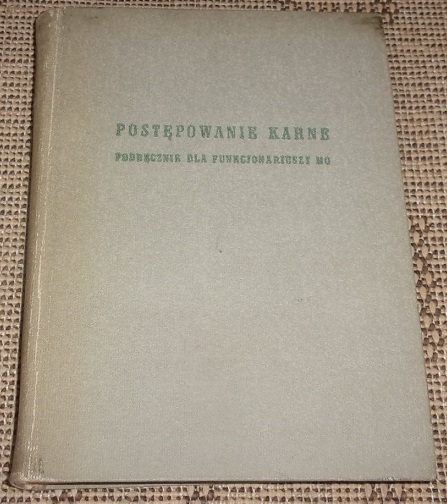 POSTĘPOWANIE KARNE
PODRĘCZNIK DLA FUNKCJONARIUSZY MO